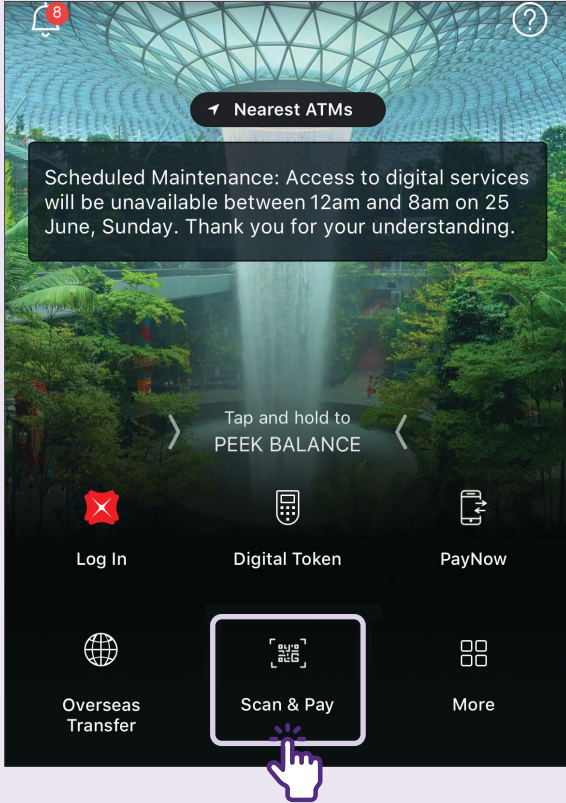 8
?
Nearest ATMs
Scheduled Maintenance: Access to digital services
will be unavailable between 12am and 8am on 25
June, Sunday. Thank you for your understanding.
Tap and hold to
PEEK BALANCE
Log In
Digital Token
PayNow
Overseas
Transfer
Scan & Pay
More